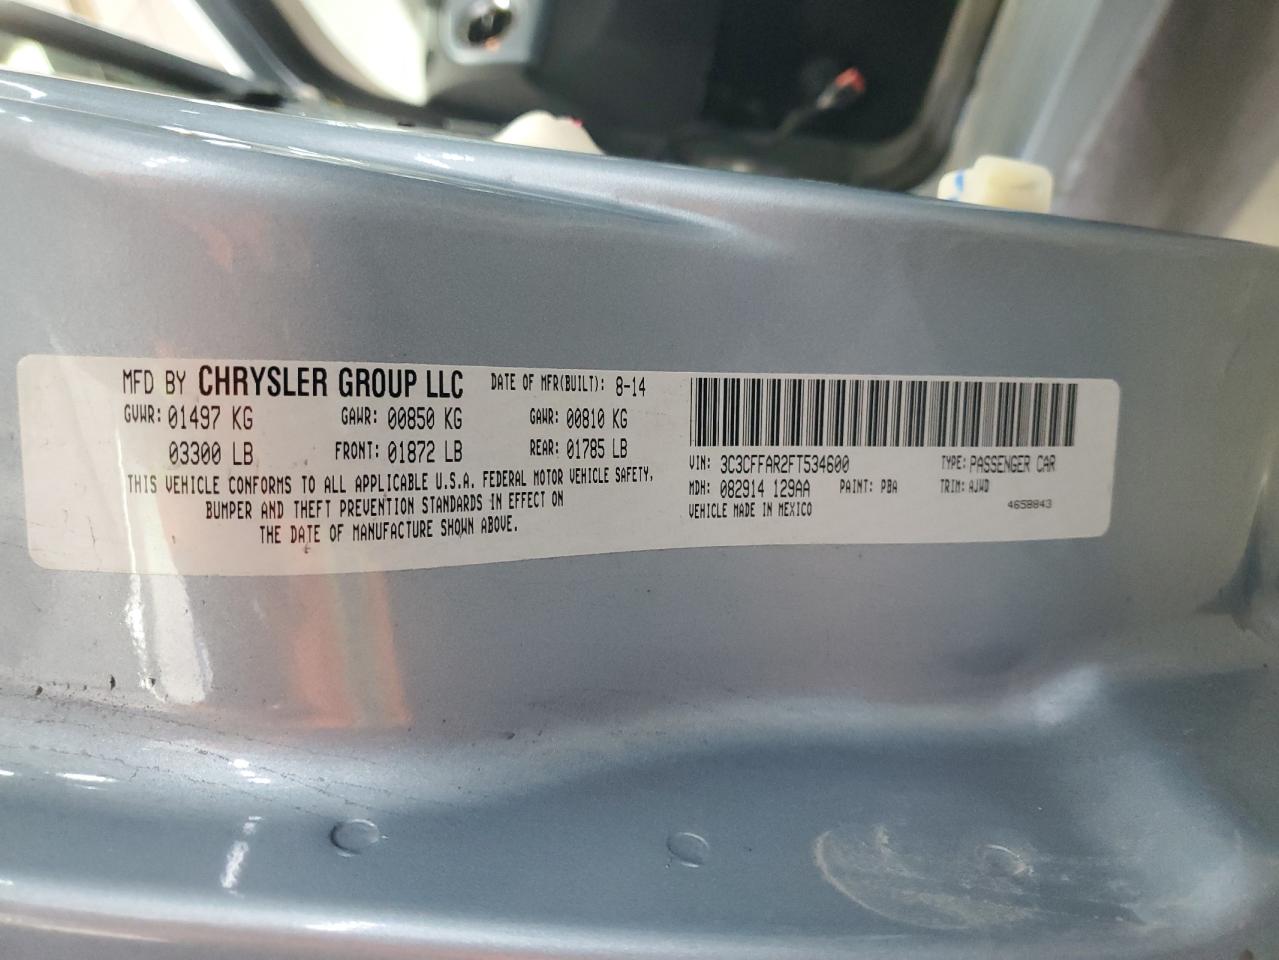 MFD BY CHRYSLER GROUP LLC DATE OF MFR(BUILT): 8-14
GVWR: 01497 KG GAWR: 00850 KG GAWR: 00810 KG
03300 LB FRONT: 01872 LB REAR: 01785 LB
THIS VEHICLE CONFORMS TO ALL APPLICABLE U.S.A. FEDERAL MOTOR VEHICLE SAFETY,
BUMPER AND THEFT PREVENTION STANDARDS IN EFFECT ON
THE DATE OF MANUFACTURE SHOWN ABOVE.
VIN: 3C3CFFAR2FT534600 TYPE: PASSENGER CAR
MDH: 082914 129AA PAINT: PBA TRIM: AJWD
VEHICLE MADE IN MEXICO 4658843